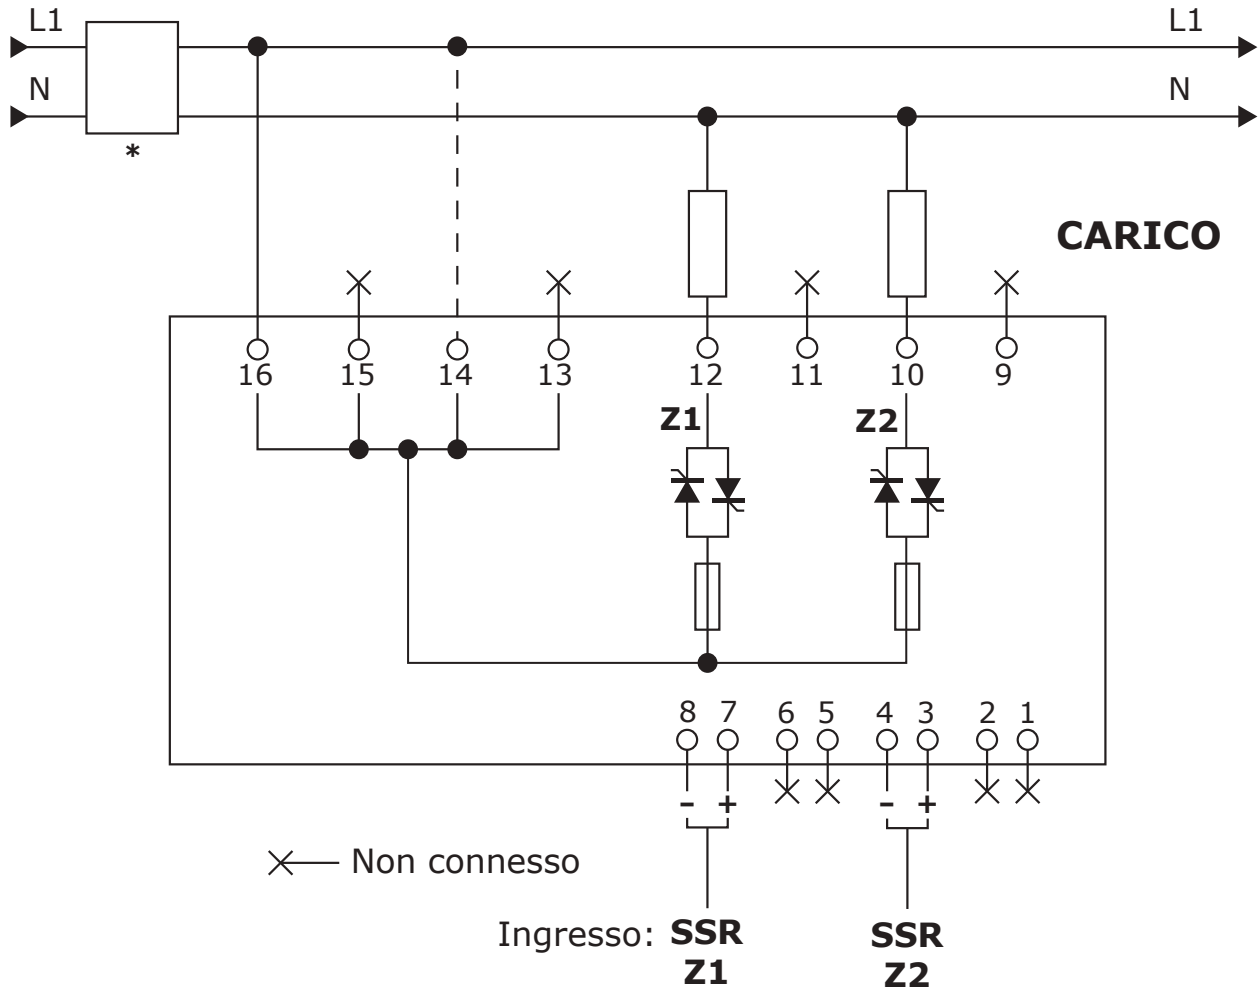 L1 L1
N N
*
CARICO
16 15 14 13 12 11 10 9
Z1 Z2
8 7 6 5 4 3 2 1
- + - +
Non connesso
Ingresso: SSR SSR
Z1 Z2